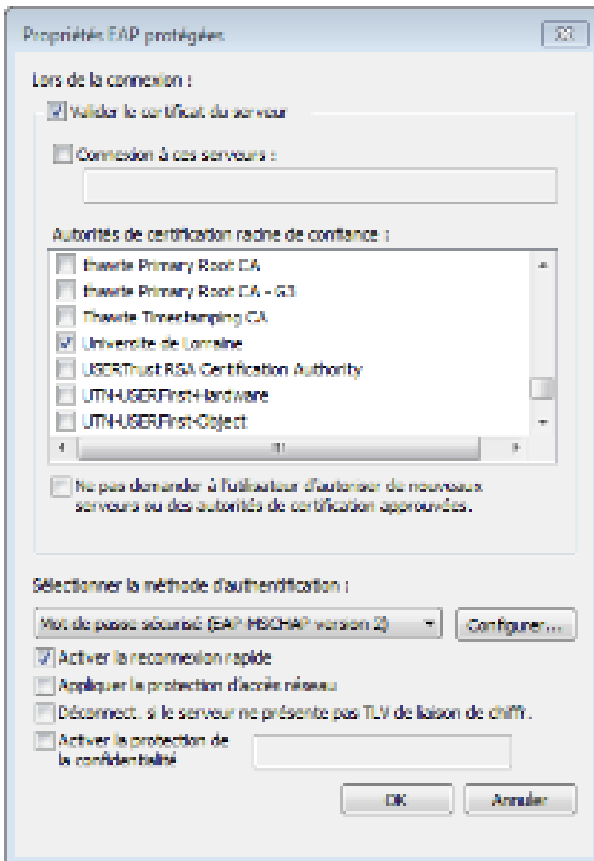 Propriétés EAP protégées
Lors de la connexion :
Valider le certificat du serveur
Connexion à ces serveurs :
Autorités de certification racine de confiance :
thawte Primary Root CA
thawte Primary Root CA - G3
Thawte Timestamping CA
Universite de Lorraine
USERTrust RSA Certification Authority
UTN-USERFirst-Hardware
UTN-USERFirst-Object
Ne pas demander à l'utilisateur d'autoriser de nouveaux
serveurs ou des autorités de certification approuvées.
Sélectionner la méthode d'authentification :
Mot de passe sécurisé (EAP-MSCHAP version 2)
Configurer...
Activer la reconnexion rapide
Appliquer la protection d'accès réseau
Déconnect. si le serveur ne présente pas TLV de liaison de chiffr.
Activer la protection de
la confidentialité
OK
Annuler